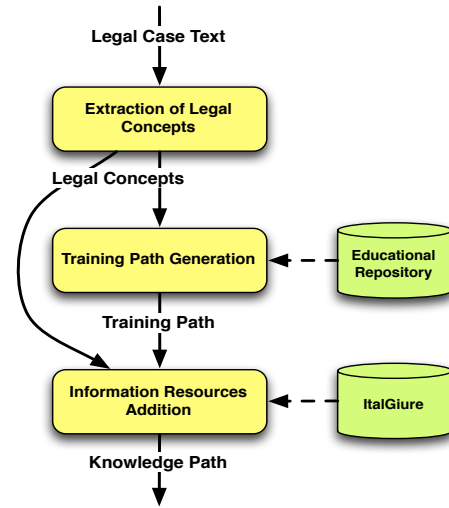 Legal Case Text
Extraction of Legal
Concepts
Legal Concepts
Training Path Generation
Educational
Repository
Training Path
Information Resources
Addition
ItalGiure
Knowledge Path